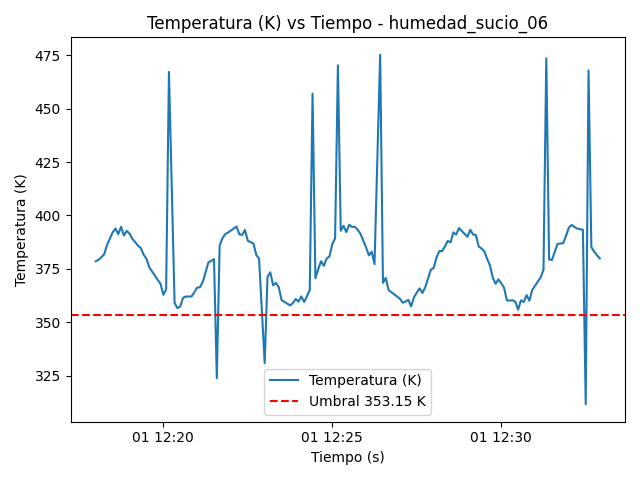 Temperatura (K) vs Tiempo - humedad_sucio_06
Temperatura (K)
475
450
425
400
375
350
325
Temperatura (K)
Umbral 353.15 K
01 12:20
01 12:25
01 12:30
Tiempo (s)